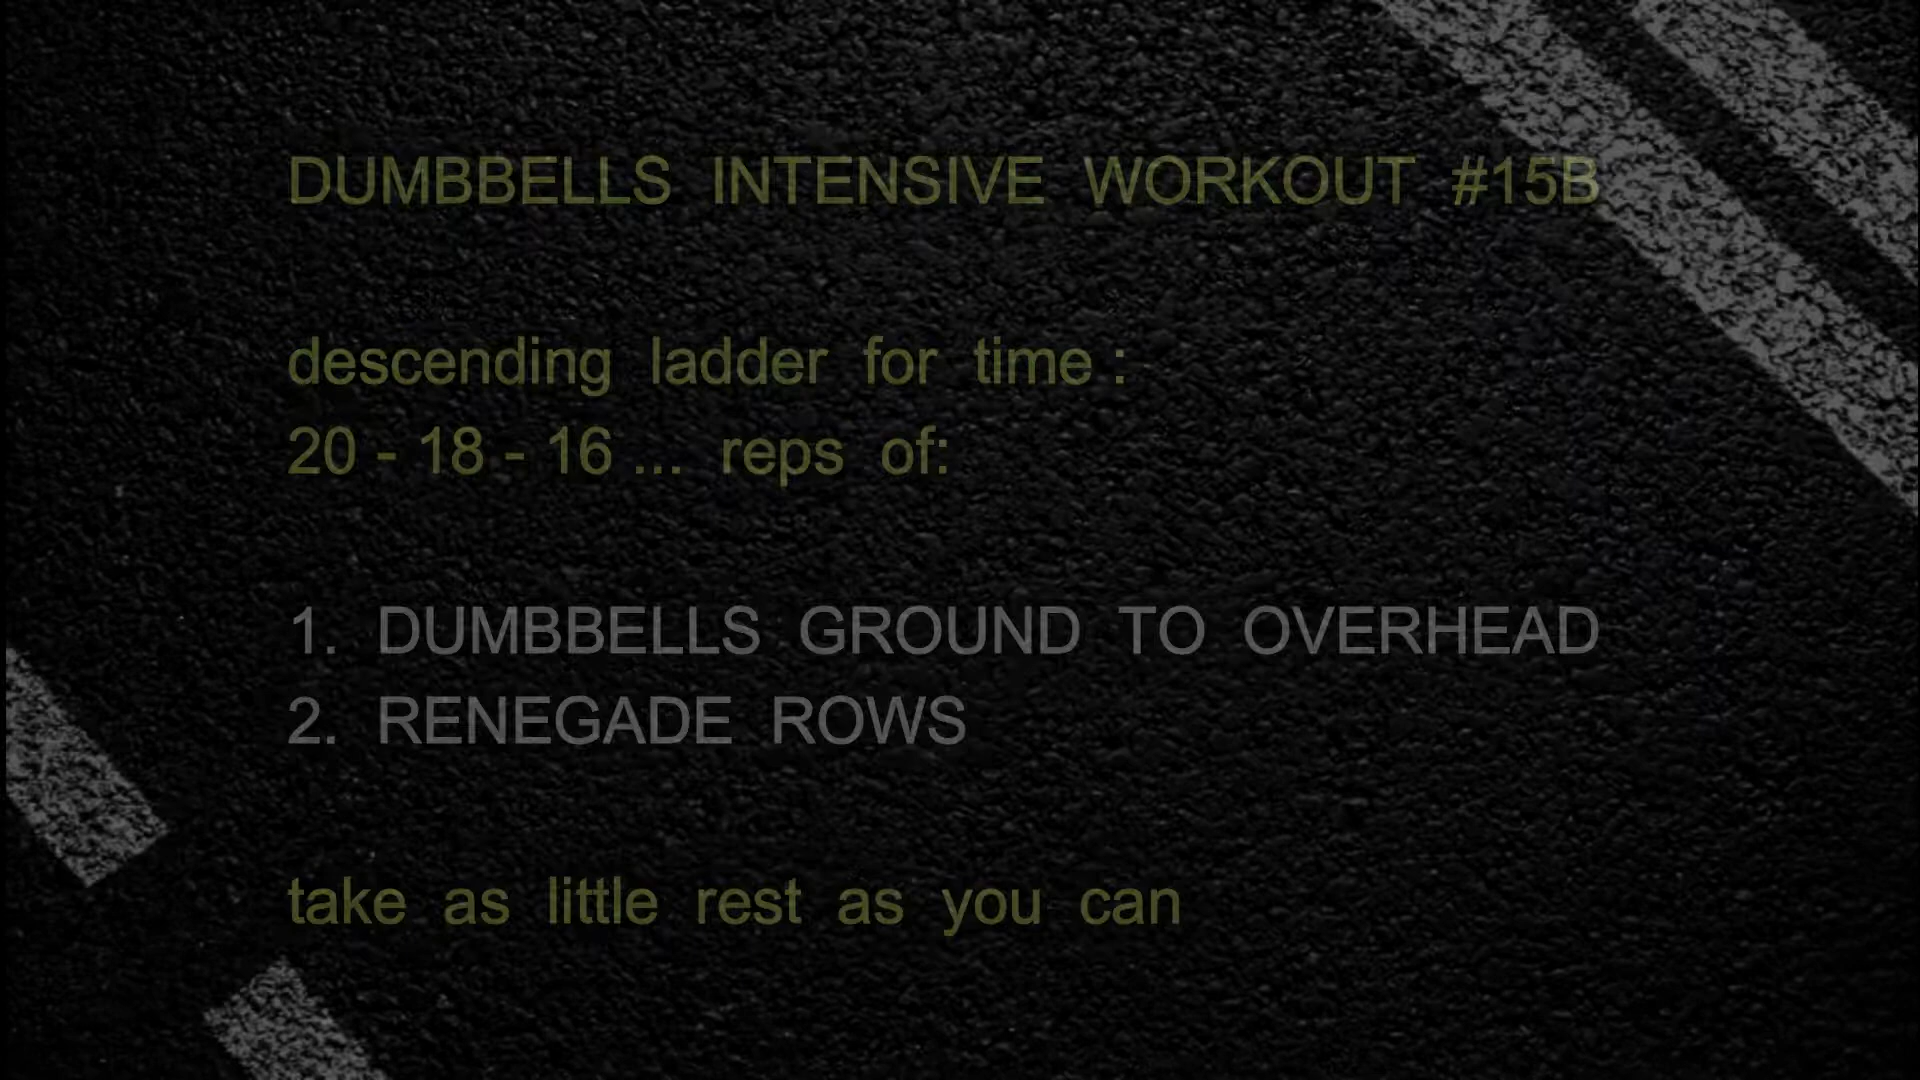 DUMBBELLS INTENSIVE WORKOUT #15B
descending ladder for time :
20 - 18 - 16 ... reps of:
1. DUMBBELLS GROUND TO OVERHEAD
2. RENEGADE ROWS
take as little rest as you can